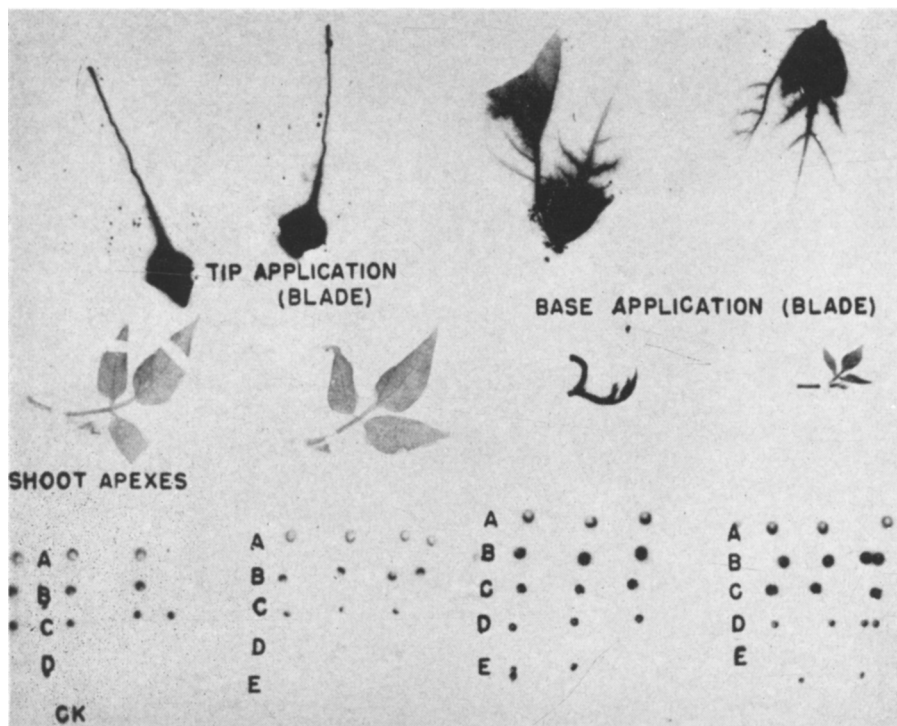 TIP APPLICATION
(BLADE)
BASE APPLICATION (BLADE)
SHOOT APEXES
A
B
C
D
CK
A
B
C
D
E
A
B
C
D
E
A
B
C
D
E